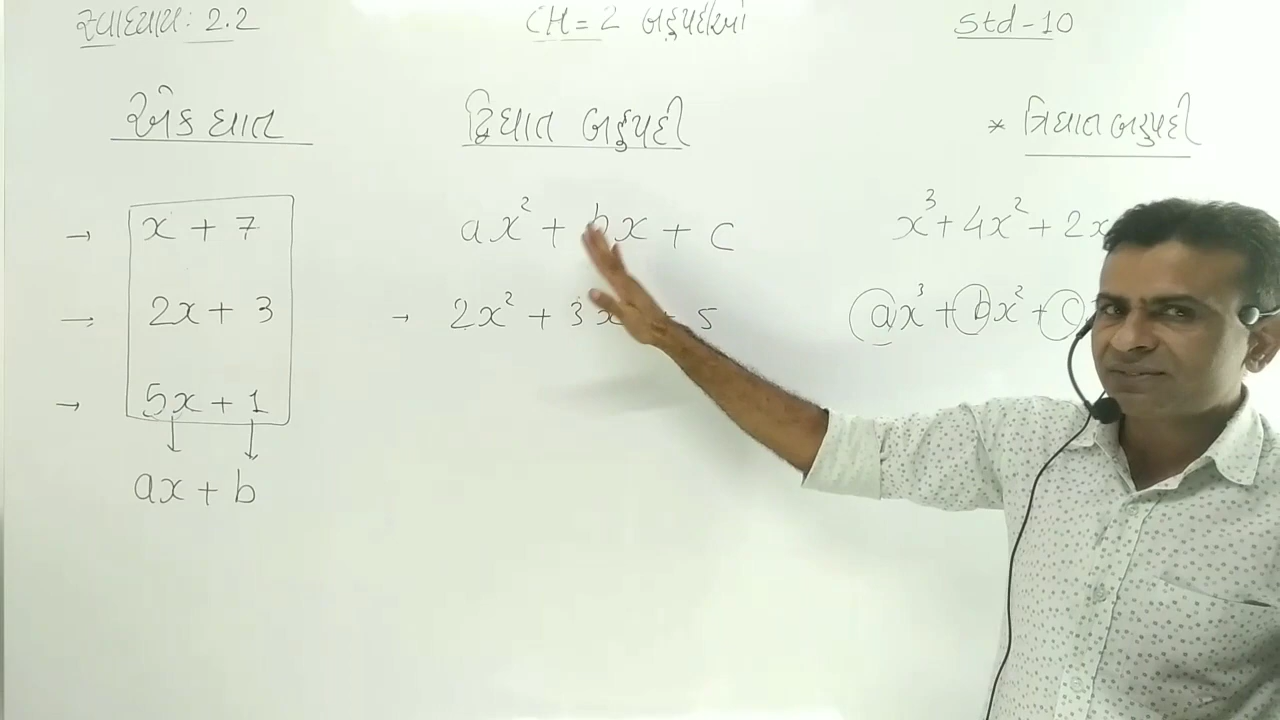 સ્વાધ્યાય: 2.2
CH = 2 બહુપદીઓ
Std - 10
એક ઘાત
દ્વિઘાત બહુપદી
* ત્રિઘાત બહુપદી
→ x + 7
ax² + bx + c
x³ + 4x² + 2x
→ 2x + 3
→ 2x² + 3x + 5
ax³ + bx² + c
→ 5x + 1
ax + b